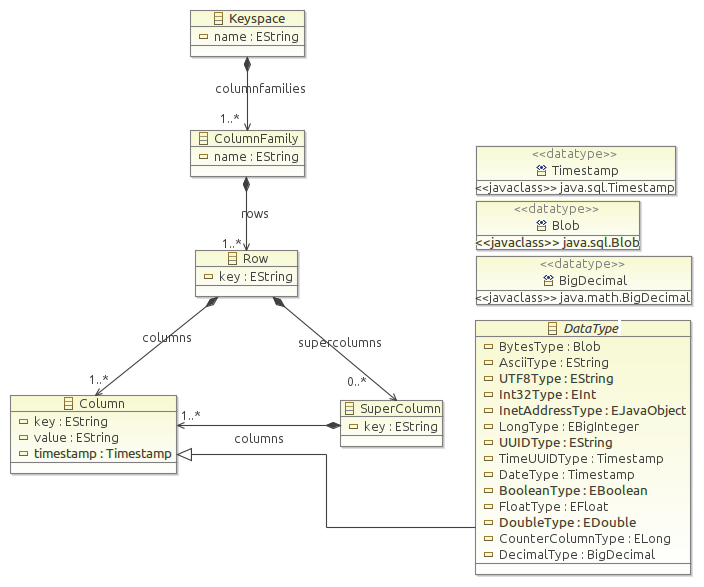 Keyspace
name : EString
columnfamilies
1..*
ColumnFamily
name : EString
rows
1..*
Row
key : EString
columns
supercolumns
1..*
0..*
Column
key : EString
value : EString
timestamp : Timestamp
1..*
columns
SuperColumn
key : EString
<<datatype>>
Timestamp
<<javaclass>> java.sql.Timestamp
<<datatype>>
Blob
<<javaclass>> java.sql.Blob
<<datatype>>
BigDecimal
<<javaclass>> java.math.BigDecimal
DataType
BytesType : Blob
AsciiType : EString
UTF8Type : EString
Int32Type : EInt
InetAddressType : EJavaObject
LongType : EBigInteger
UUIDType : EString
TimeUUIDType : Timestamp
DateType : Timestamp
BooleanType : EBoolean
FloatType : EFloat
DoubleType : EDouble
CounterColumnType : ELong
DecimalType : BigDecimal